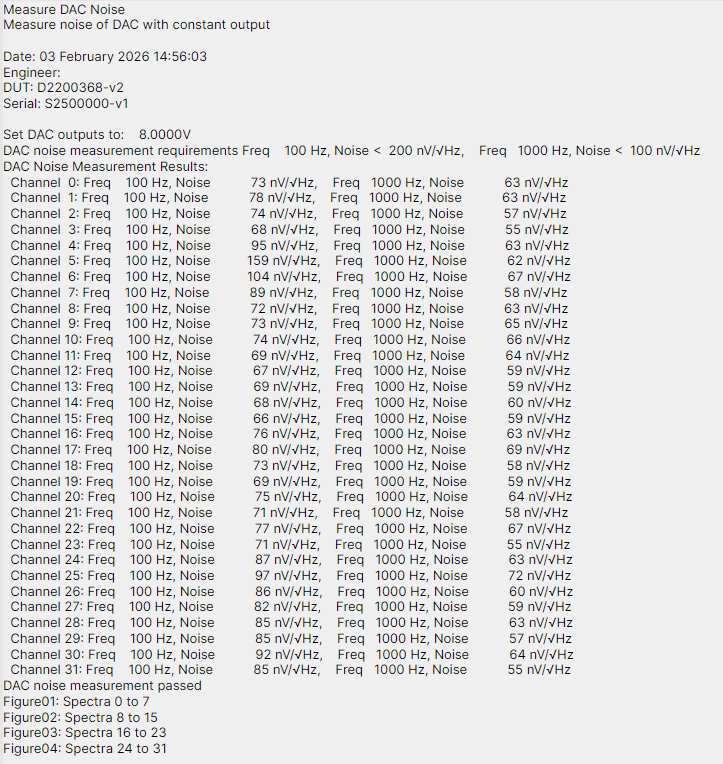 Measure DAC Noise
Measure noise of DAC with constant output
Date: 03 February 2026 14:56:03
Engineer:
DUT: D2200368-v2
Serial: S2500000-v1
Set DAC outputs to: 8.0000V
DAC noise measurement requirements Freq 100 Hz, Noise < 200 nV/√Hz, Freq 1000 Hz, Noise < 100 nV/√Hz
DAC Noise Measurement Results:
Channel 0: Freq 100 Hz, Noise 73 nV/√Hz, Freq 1000 Hz, Noise 63 nV/√Hz
Channel 1: Freq 100 Hz, Noise 78 nV/√Hz, Freq 1000 Hz, Noise 63 nV/√Hz
Channel 2: Freq 100 Hz, Noise 74 nV/√Hz, Freq 1000 Hz, Noise 57 nV/√Hz
Channel 3: Freq 100 Hz, Noise 68 nV/√Hz, Freq 1000 Hz, Noise 55 nV/√Hz
Channel 4: Freq 100 Hz, Noise 95 nV/√Hz, Freq 1000 Hz, Noise 63 nV/√Hz
Channel 5: Freq 100 Hz, Noise 159 nV/√Hz, Freq 1000 Hz, Noise 62 nV/√Hz
Channel 6: Freq 100 Hz, Noise 104 nV/√Hz, Freq 1000 Hz, Noise 67 nV/√Hz
Channel 7: Freq 100 Hz, Noise 89 nV/√Hz, Freq 1000 Hz, Noise 58 nV/√Hz
Channel 8: Freq 100 Hz, Noise 72 nV/√Hz, Freq 1000 Hz, Noise 63 nV/√Hz
Channel 9: Freq 100 Hz, Noise 73 nV/√Hz, Freq 1000 Hz, Noise 65 nV/√Hz
Channel 10: Freq 100 Hz, Noise 74 nV/√Hz, Freq 1000 Hz, Noise 66 nV/√Hz
Channel 11: Freq 100 Hz, Noise 69 nV/√Hz, Freq 1000 Hz, Noise 64 nV/√Hz
Channel 12: Freq 100 Hz, Noise 67 nV/√Hz, Freq 1000 Hz, Noise 59 nV/√Hz
Channel 13: Freq 100 Hz, Noise 69 nV/√Hz, Freq 1000 Hz, Noise 59 nV/√Hz
Channel 14: Freq 100 Hz, Noise 68 nV/√Hz, Freq 1000 Hz, Noise 60 nV/√Hz
Channel 15: Freq 100 Hz, Noise 66 nV/√Hz, Freq 1000 Hz, Noise 59 nV/√Hz
Channel 16: Freq 100 Hz, Noise 76 nV/√Hz, Freq 1000 Hz, Noise 63 nV/√Hz
Channel 17: Freq 100 Hz, Noise 80 nV/√Hz, Freq 1000 Hz, Noise 69 nV/√Hz
Channel 18: Freq 100 Hz, Noise 73 nV/√Hz, Freq 1000 Hz, Noise 58 nV/√Hz
Channel 19: Freq 100 Hz, Noise 69 nV/√Hz, Freq 1000 Hz, Noise 59 nV/√Hz
Channel 20: Freq 100 Hz, Noise 75 nV/√Hz, Freq 1000 Hz, Noise 64 nV/√Hz
Channel 21: Freq 100 Hz, Noise 71 nV/√Hz, Freq 1000 Hz, Noise 58 nV/√Hz
Channel 22: Freq 100 Hz, Noise 77 nV/√Hz, Freq 1000 Hz, Noise 67 nV/√Hz
Channel 23: Freq 100 Hz, Noise 71 nV/√Hz, Freq 1000 Hz, Noise 55 nV/√Hz
Channel 24: Freq 100 Hz, Noise 87 nV/√Hz, Freq 1000 Hz, Noise 63 nV/√Hz
Channel 25: Freq 100 Hz, Noise 97 nV/√Hz, Freq 1000 Hz, Noise 72 nV/√Hz
Channel 26: Freq 100 Hz, Noise 86 nV/√Hz, Freq 1000 Hz, Noise 60 nV/√Hz
Channel 27: Freq 100 Hz, Noise 82 nV/√Hz, Freq 1000 Hz, Noise 59 nV/√Hz
Channel 28: Freq 100 Hz, Noise 85 nV/√Hz, Freq 1000 Hz, Noise 63 nV/√Hz
Channel 29: Freq 100 Hz, Noise 85 nV/√Hz, Freq 1000 Hz, Noise 57 nV/√Hz
Channel 30: Freq 100 Hz, Noise 92 nV/√Hz, Freq 1000 Hz, Noise 64 nV/√Hz
Channel 31: Freq 100 Hz, Noise 85 nV/√Hz, Freq 1000 Hz, Noise 55 nV/√Hz
DAC noise measurement passed
Figure01: Spectra 0 to 7
Figure02: Spectra 8 to 15
Figure03: Spectra 16 to 23
Figure04: Spectra 24 to 31